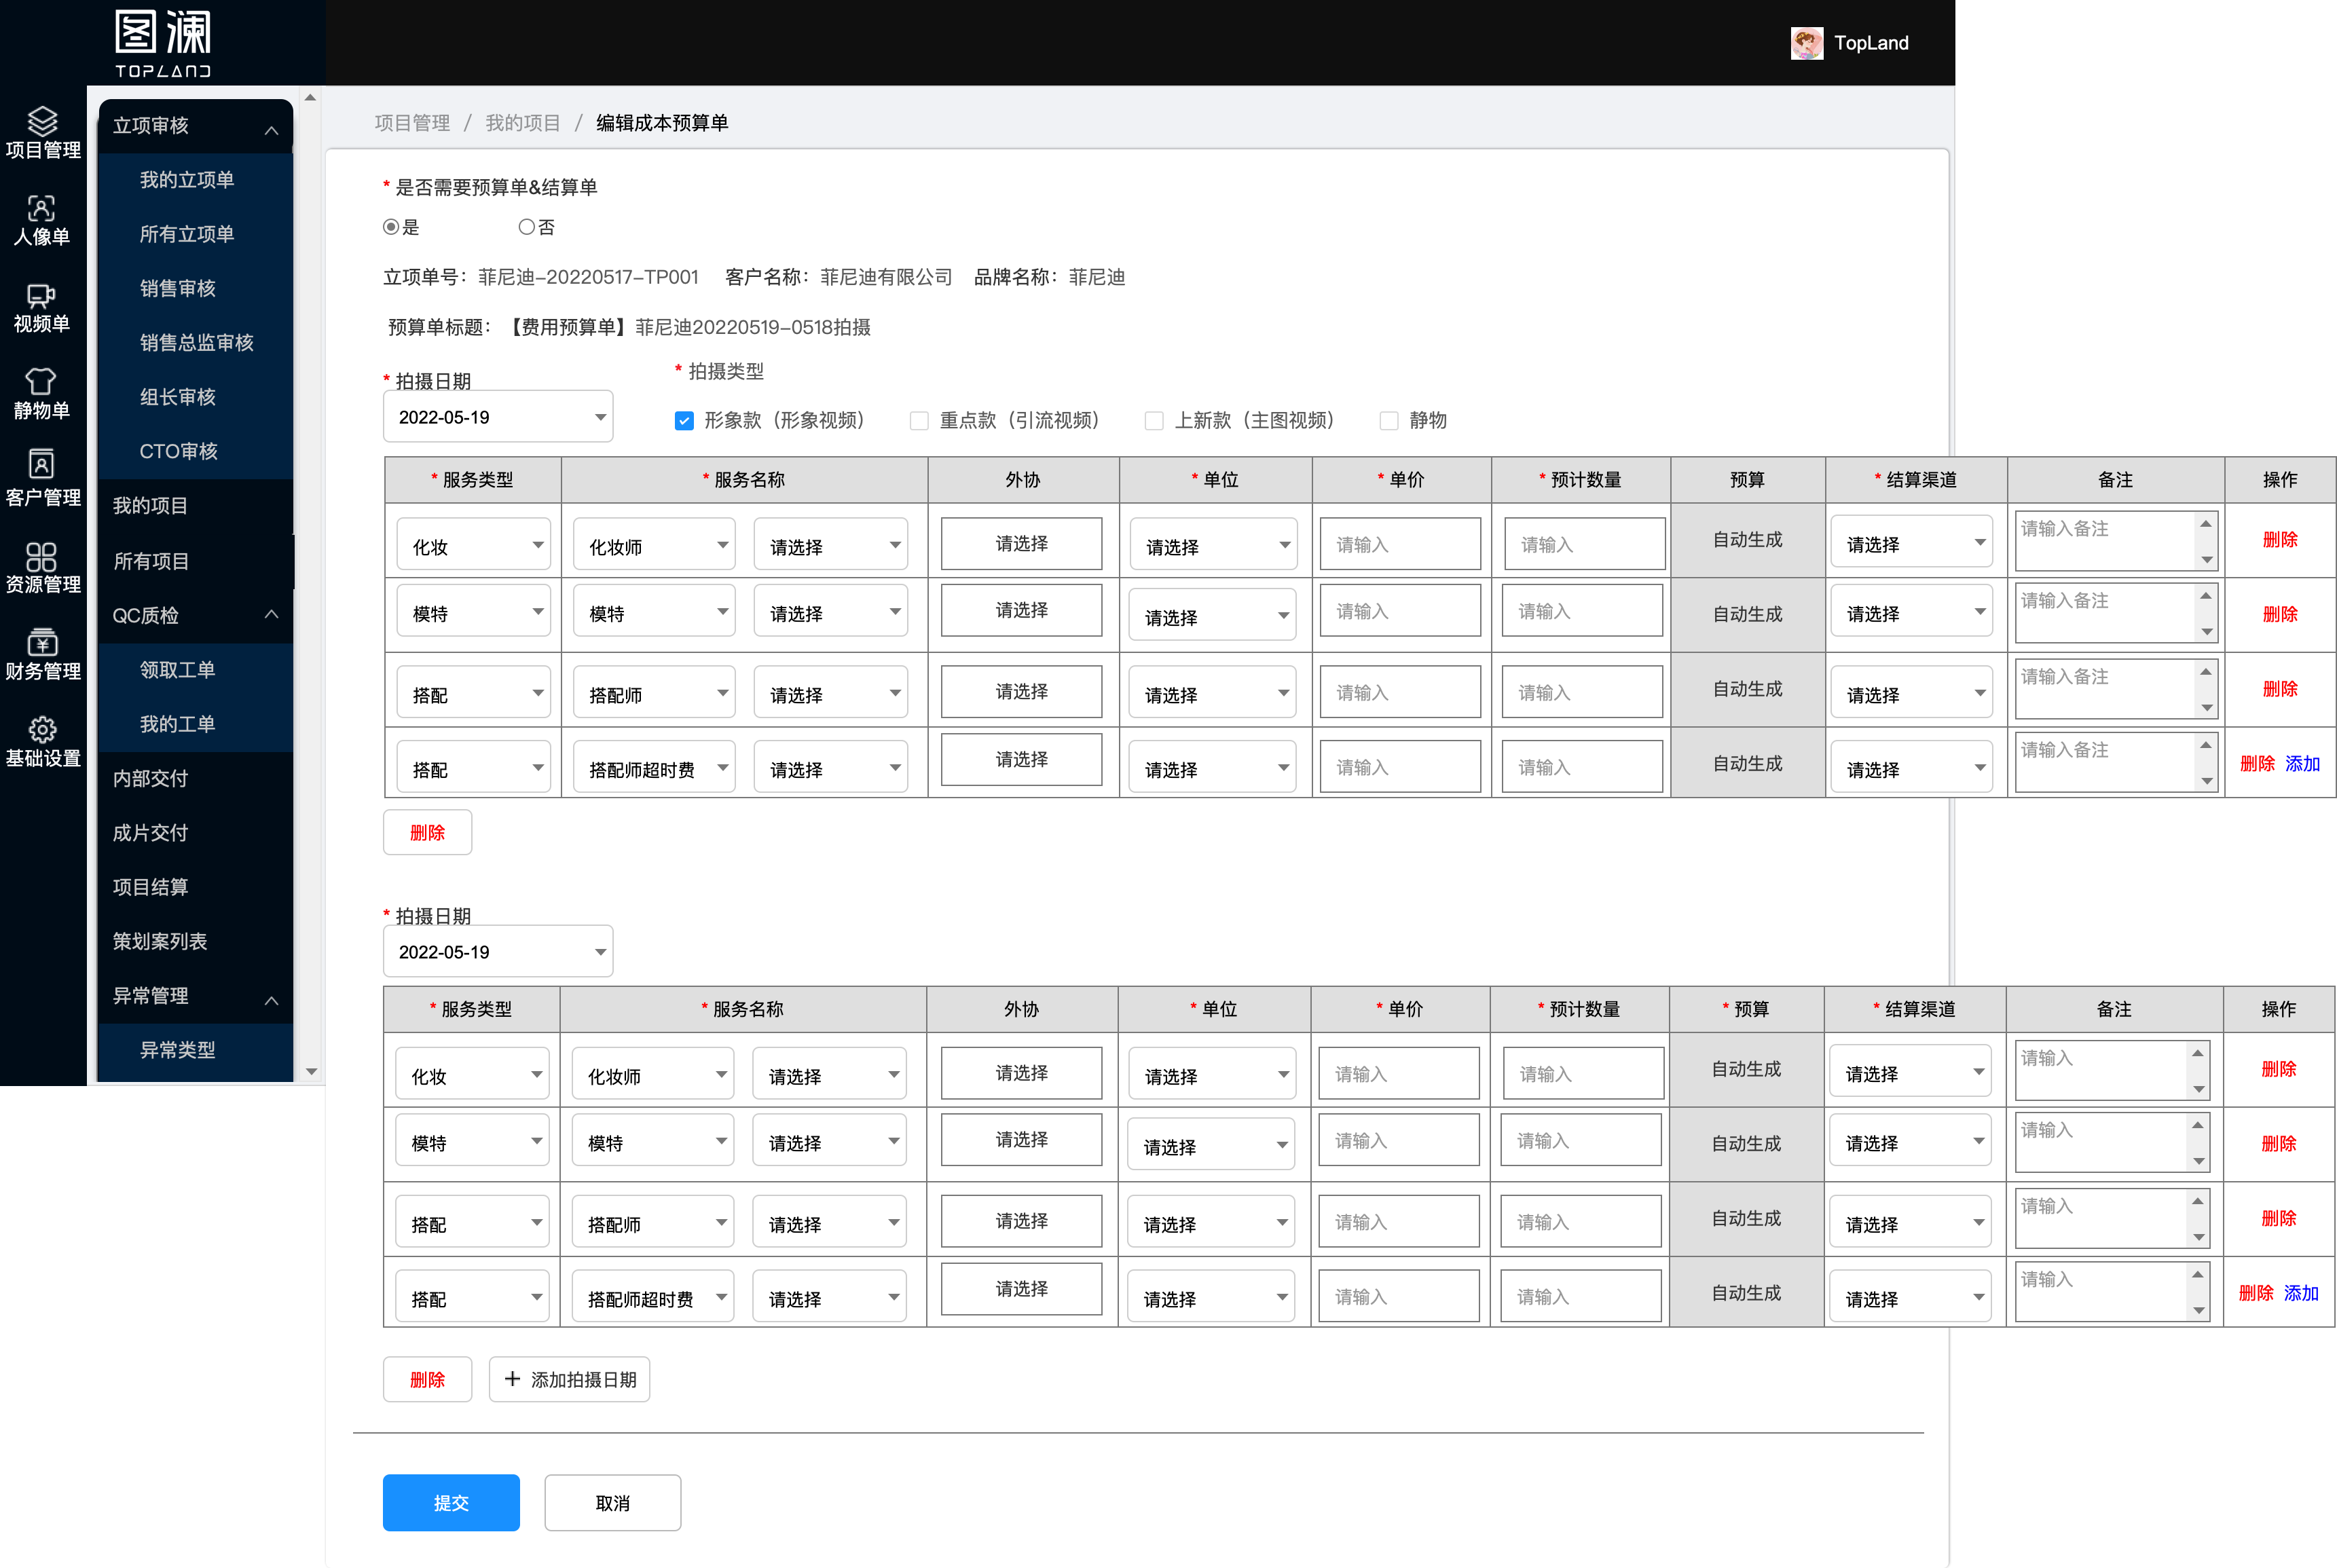 图澜
TOPLAND
TopLand
项目管理
人像单
视频单
静物单
客户管理
资源管理
财务管理
基础设置
立项审核
我的立项单
所有立项单
销售审核
销售总监审核
组长审核
CTO审核
我的项目
所有项目
QC质检
领取工单
我的工单
内部交付
成片交付
项目结算
策划案列表
异常管理
异常类型
项目管理 / 我的项目 / 编辑成本预算单
* 是否需要预算单&结算单
是 否
立项单号：菲尼迪-20220517-TP001 客户名称：菲尼迪有限公司 品牌名称：菲尼迪
预算单标题：【费用预算单】菲尼迪20220519-0518拍摄
* 拍摄日期 * 拍摄类型
2022-05-19 形象款（形象视频） 重点款（引流视频） 上新款（主图视频） 静物
* 服务类型 * 服务名称 外协 * 单位 * 单价 * 预计数量 预算 * 结算渠道 备注 操作
化妆 化妆师 请选择 请选择 请选择 请输入 请输入 自动生成 请选择 请输入备注 删除
模特 模特 请选择 请选择 请选择 请输入 请输入 自动生成 请选择 请输入备注 删除
搭配 搭配师 请选择 请选择 请选择 请输入 请输入 自动生成 请选择 请输入备注 删除
搭配 搭配师超时费 请选择 请选择 请选择 请输入 请输入 自动生成 请选择 请输入备注 删除 添加
删除
* 拍摄日期
2022-05-19
* 服务类型 * 服务名称 外协 * 单位 * 单价 * 预计数量 * 预算 * 结算渠道 备注 操作
化妆 化妆师 请选择 请选择 请选择 请输入 请输入 自动生成 请选择 请输入 删除
模特 模特 请选择 请选择 请选择 请输入 请输入 自动生成 请选择 请输入 删除
搭配 搭配师 请选择 请选择 请选择 请输入 请输入 自动生成 请选择 请输入 删除
搭配 搭配师超时费 请选择 请选择 请选择 请输入 请输入 自动生成 请选择 请输入 删除 添加
删除 + 添加拍摄日期
提交 取消